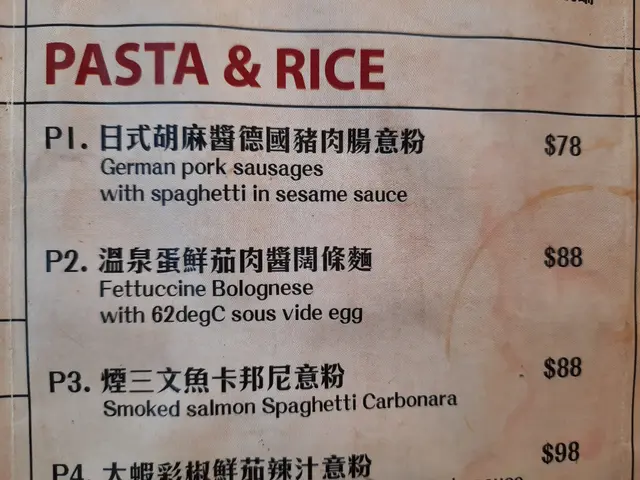 PASTA & RICE
P1. 日式胡麻醬德國豬肉腸意粉 $78
German pork sausages
with spaghetti in sesame sauce
P2. 溫泉蛋鮮茄肉醬闊條麵 $88
Fettuccine Bolognese
with 62degC sous vide egg
P3. 煙三文魚卡邦尼意粉 $88
Smoked salmon Spaghetti Carbonara
P4. 大蝦彩椒鮮茄辣汁意粉 $98